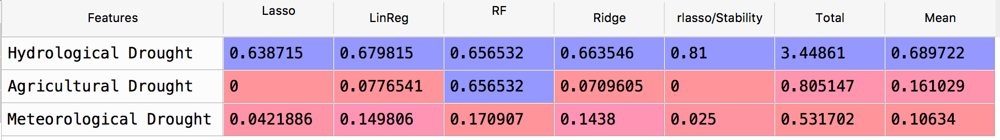 Features Lasso LinReg RF Ridge rlasso/Stability Total Mean
Hydrological Drought 0.638715 0.679815 0.656532 0.663546 0.81 3.44861 0.689722
Agricultural Drought 0 0.0776541 0.656532 0.0709605 0 0.805147 0.161029
Meteorological Drought 0.0421886 0.149806 0.170907 0.1438 0.025 0.531702 0.10634